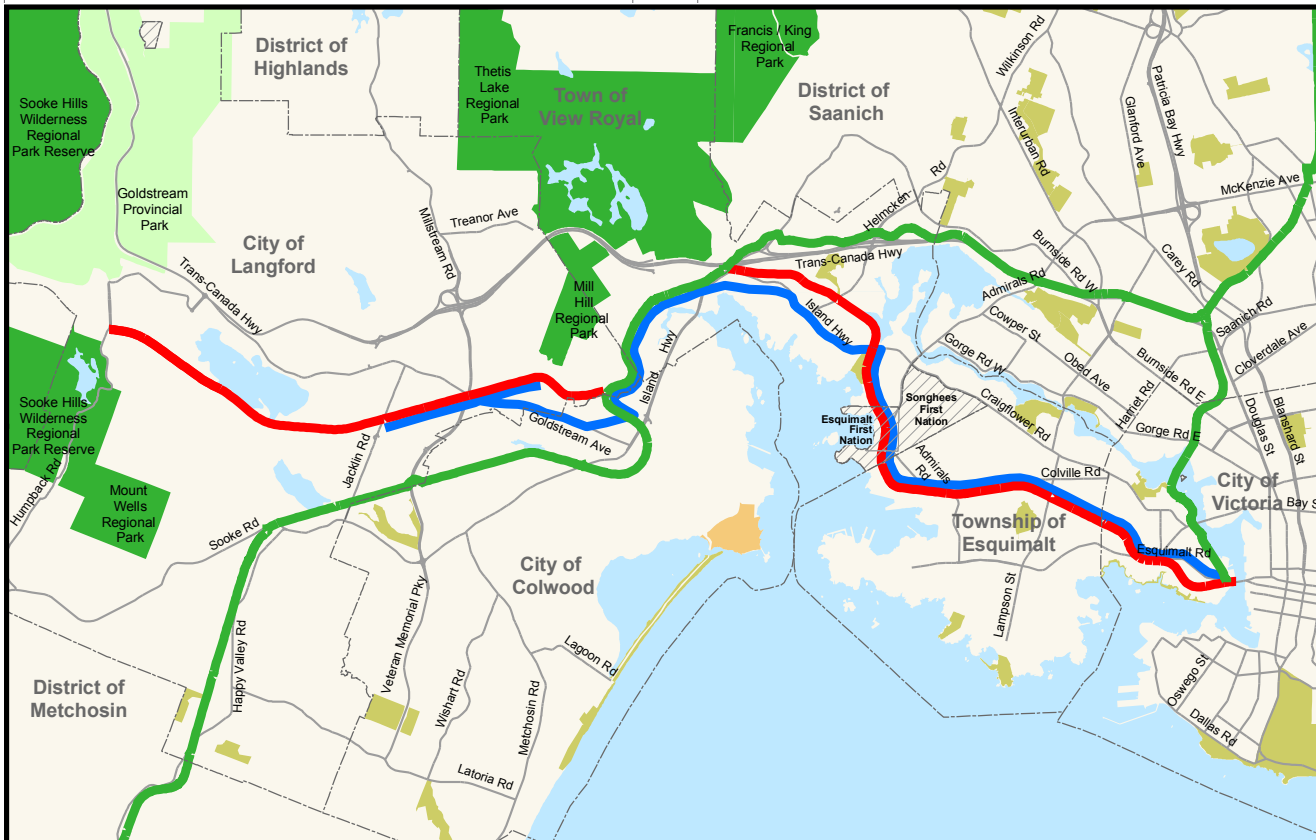 District of
Highlands
Sooke Hills
Wilderness
Regional
Park Reserve
Goldstream
Provincial
Park
Thetis
Lake
Regional
Park
Town of
View Royal
Francis / King
Regional
Park
District of
Saanich
Wilkinson Rd
Interurban Rd
Glanford Ave
Patricia Bay Hwy
McKenzie Ave
City of
Langford
Trans-Canada Hwy
Millstream Rd
Treanor Ave
Mill
Hill
Regional
Park
Helmcken
Rd
Trans-Canada Hwy
Burnside Rd W
Admirals Rd
Carey Rd
Saanich Rd
Cloverdale Ave
Island Hwy
Island
Hwy
Cowper St
Gorge Rd W
Obed Ave
Burnside Rd E
Harriet Rd
Craigflower Rd
Gorge Rd E
Douglas St
Blanshard St
Songhees
First
Nation
Esquimalt
First
Nation
Sooke Hills
Wilderness
Regional
Park Reserve
Humpback Rd
Mount
Wells
Regional
Park
Jacklin Rd
Goldstream Ave
Sooke Rd
Admirals
Rd
Colville Rd
City of
Victoria
Bay S
Township of
Esquimalt
Esquimalt Rd
Lampson St
City of
Colwood
Lagoon Rd
Veteran Memorial Pky
Happy Valley Rd
Wishart Rd
Metchosin Rd
Latoria Rd
District of
Metchosin
Oswego St
Dallas Rd